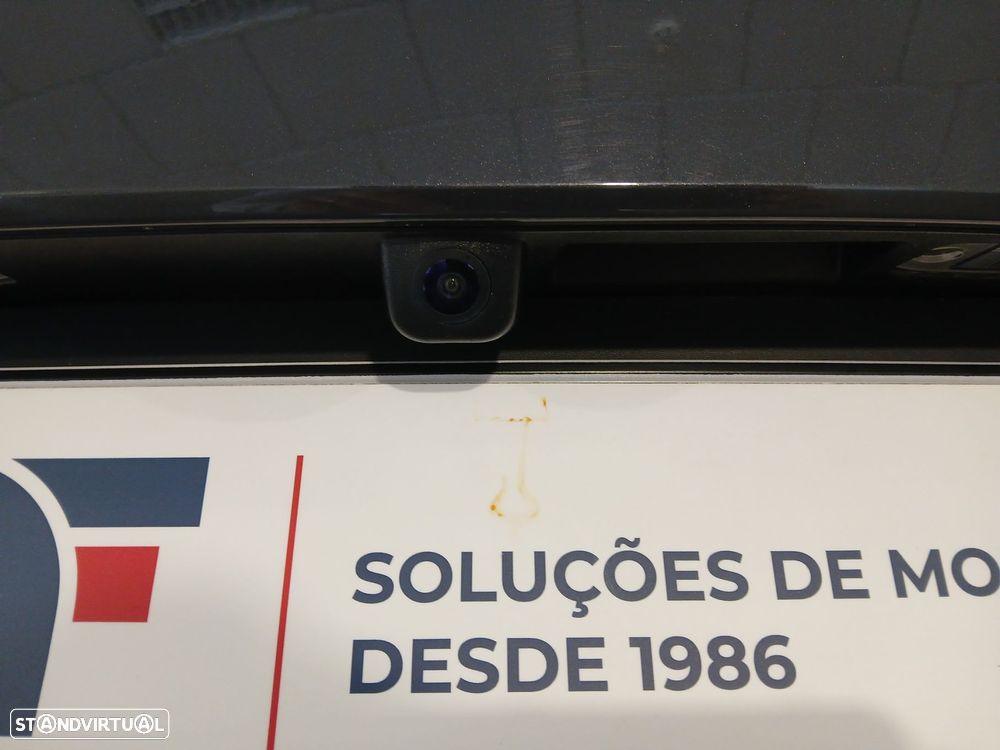 SOLUÇÕES DE MO
DESDE 1986
STANDVIRTUAL